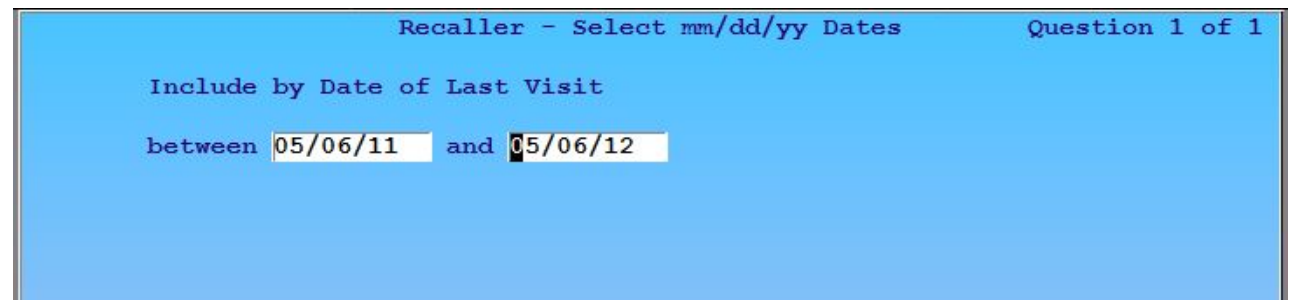 Recaller - Select mm/dd/yy Dates Question 1 of 1
Include by Date of Last Visit
between 05/06/11 and 05/06/12